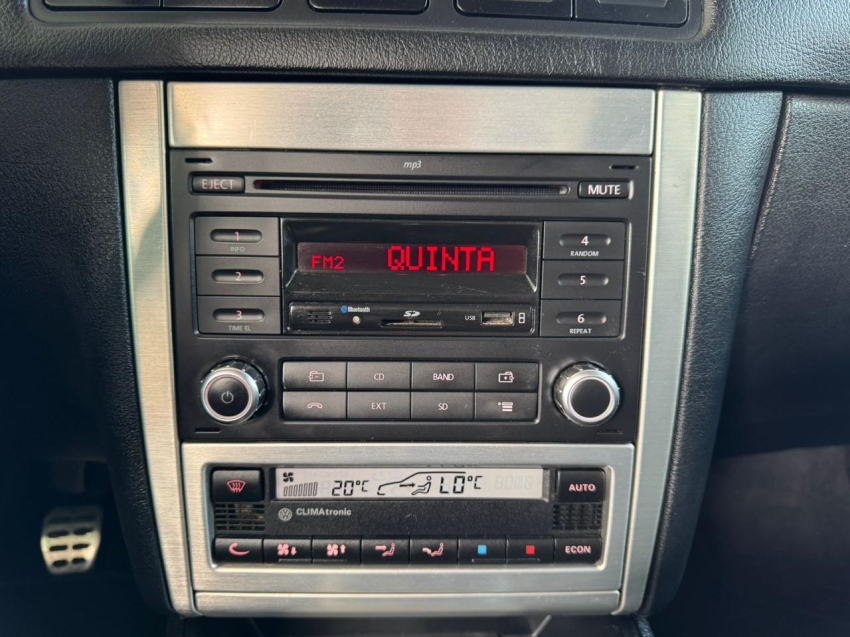 mp3
EJECT
MUTE
1
INFO
2
3
TIME EL
FM2 QUINTA
Bluetooth
SD
USB
4
RANDOM
5
6
REPEAT
CD
BAND
EXT
SD
20°C
LO°C
AUTO
CLIMAtronic
ECON